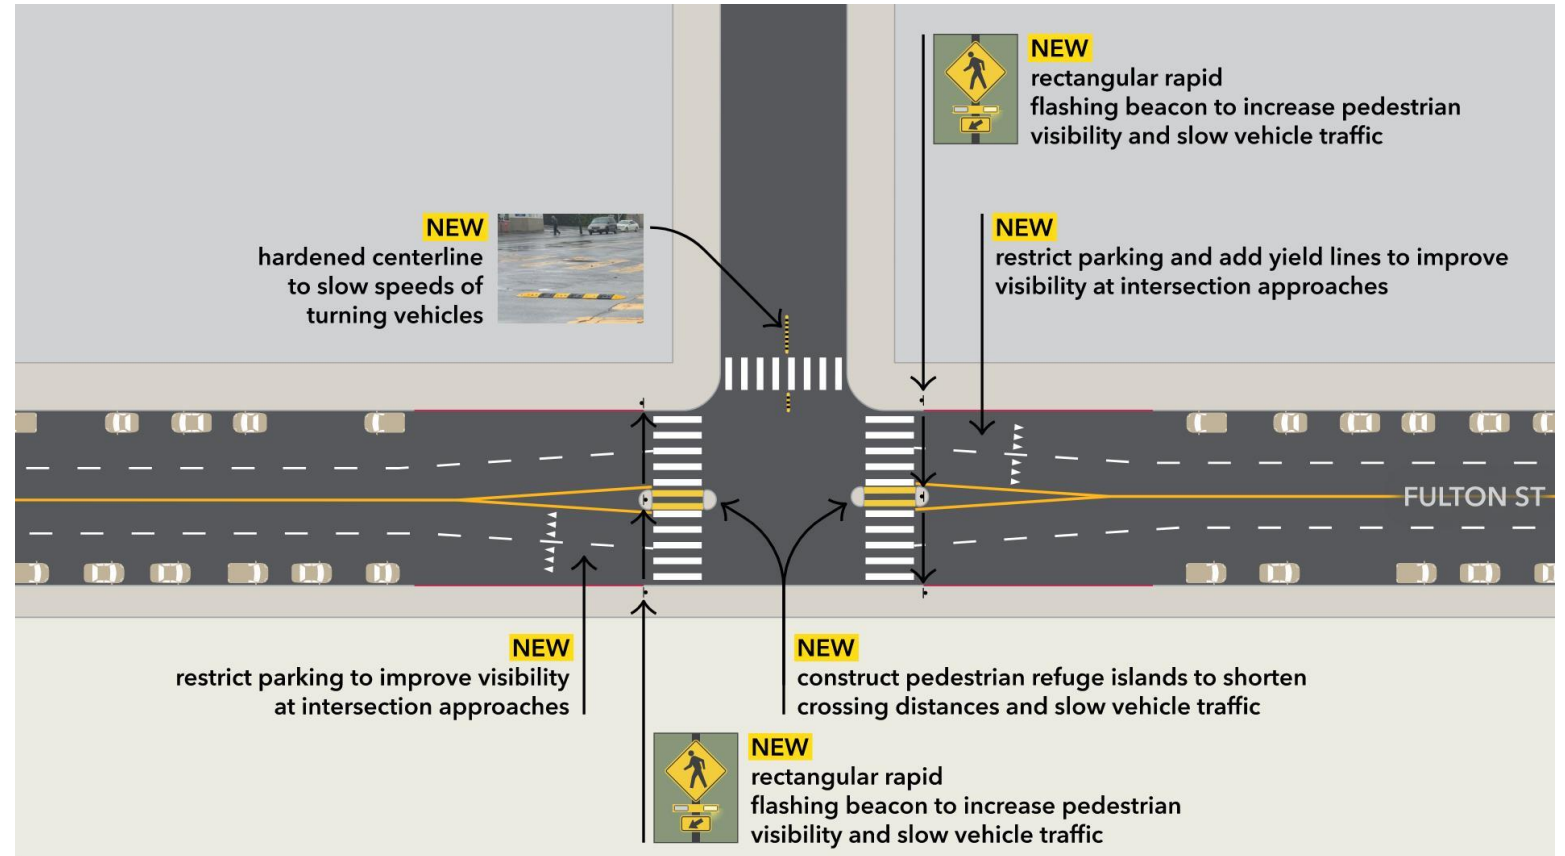 NEW
rectangular rapid
flashing beacon to increase pedestrian
visibility and slow vehicle traffic
NEW
hardened centerline
to slow speeds of
turning vehicles
NEW
restrict parking and add yield lines to improve
visibility at intersection approaches
FULTON ST
NEW
restrict parking to improve visibility
at intersection approaches
NEW
construct pedestrian refuge islands to shorten
crossing distances and slow vehicle traffic
NEW
rectangular rapid
flashing beacon to increase pedestrian
visibility and slow vehicle traffic